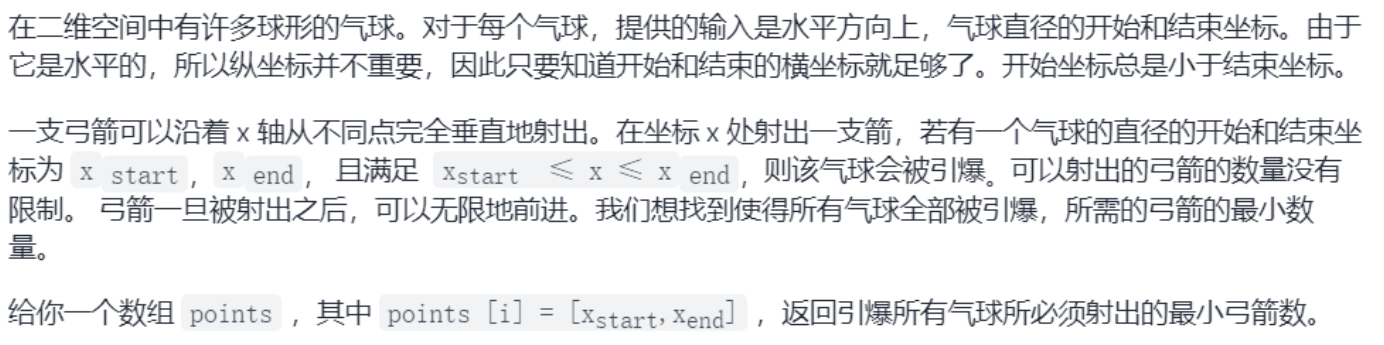 在二维空间中有许多球形的气球。对于每个气球，提供的输入是水平方向上，气球直径的开始和结束坐标。由于
它是水平的，所以纵坐标并不重要，因此只要知道开始和结束的横坐标就足够了。开始坐标总是小于结束坐标。
一支弓箭可以沿着 x 轴从不同点完全垂直地射出。在坐标 x 处射出一支箭，若有一个气球的直径的开始和结束坐
标为 x start，x end， 且满足 xstart ≤ x ≤ x end，则该气球会被引爆。可以射出的弓箭的数量没有
限制。 弓箭一旦被射出之后，可以无限地前进。我们想找到使得所有气球全部被引爆，所需的弓箭的最小数
量。
给你一个数组 points ，其中 points [i] = [xstart,xend] ，返回引爆所有气球所必须射出的最小弓箭数。